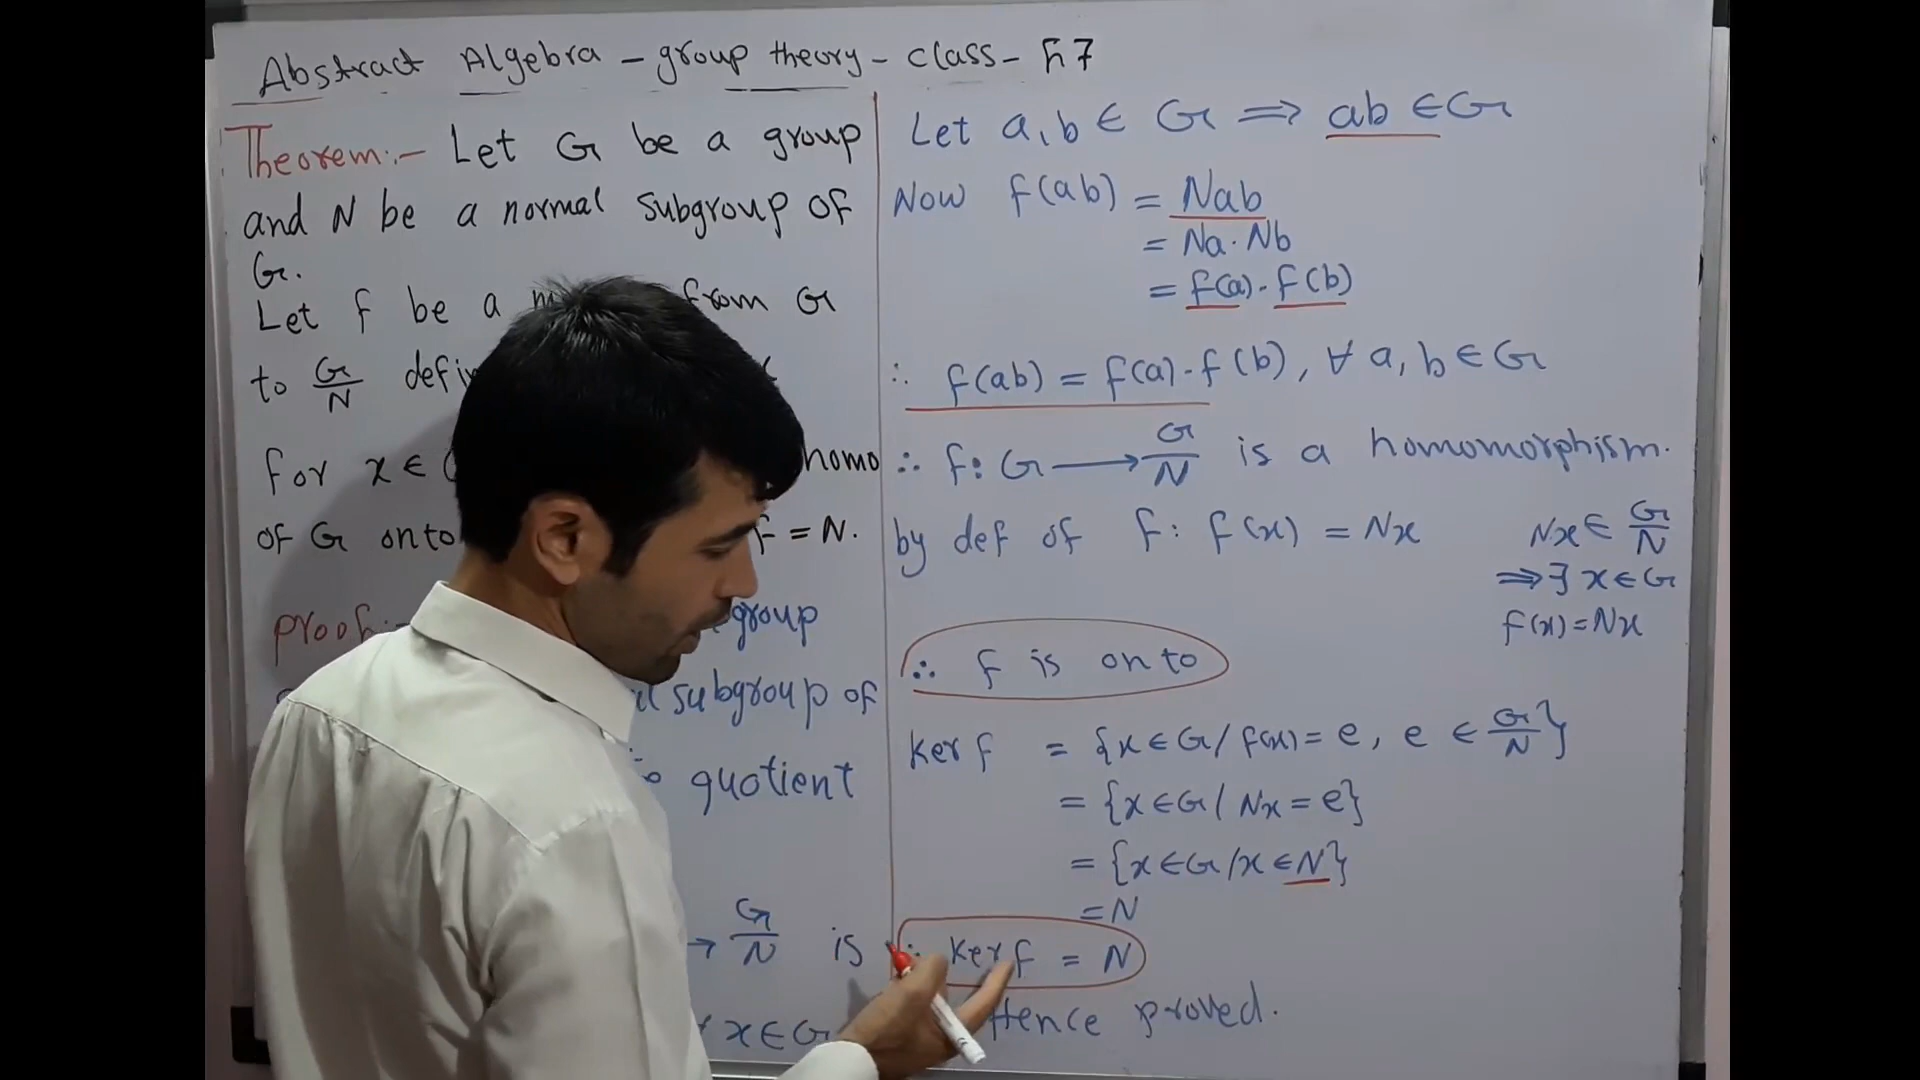 Abstract Algebra - group theory - class - 57
Theorem:- Let G be a group
and N be a normal subgroup of
G.
Let f be a from G
to G/N
for x ∈ homo
of G onto f = N.
proof:- group
subgroup of
quotient
→ G/N is
x ∈ G
Let a, b ∈ G ⟹ ab ∈ G
Now f(ab) = Nab
= Na · Nb
= f(a) · f(b)
∴ f(ab) = f(a) · f(b), ∀ a, b ∈ G
∴ f: G ⟶ G/N is a homomorphism.
by def of f: f(x) = Nx
Nx ∈ G/N
⟹ ∃ x ∈ G
f(x) = Nx
∴ f is onto
Ker f = {x ∈ G / f(x) = e, e ∈ G/N}
= {x ∈ G / Nx = e}
= {x ∈ G / x ∈ N}
= N
∴ Ker f = N
Hence proved.